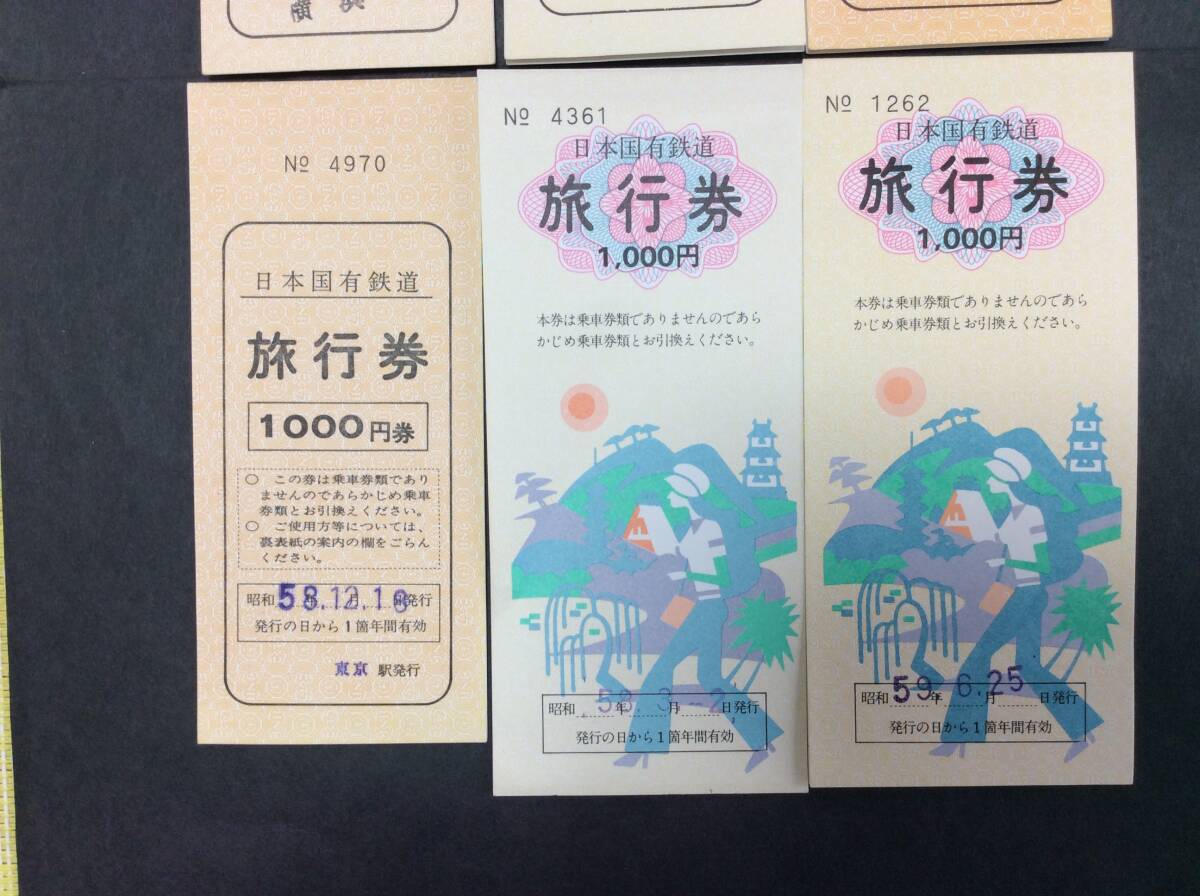 横浜
№ 4970
日本国有鉄道
旅行券
1000円券
○ この券は乗車券類であり
ませんのであらかじめ乗車
券類とお引換えください。
○ ご使用方等については、
裏表紙の案内の欄をごらん
ください。
昭和 58.12.18 発行
発行の日から1箇年間有効
東京 駅発行
№ 4361
日本国有鉄道
旅行券
1,000円
本券は乗車券類でありませんのであら
かじめ乗車券類とお引換えください。
昭和 年 月 日発行
発行の日から1箇年間有効
№ 1262
日本国有鉄道
旅行券
1,000円
本券は乗車券類でありませんのであら
かじめ乗車券類とお引換えください。
昭和 59年 6月25日発行
発行の日から1箇年間有効